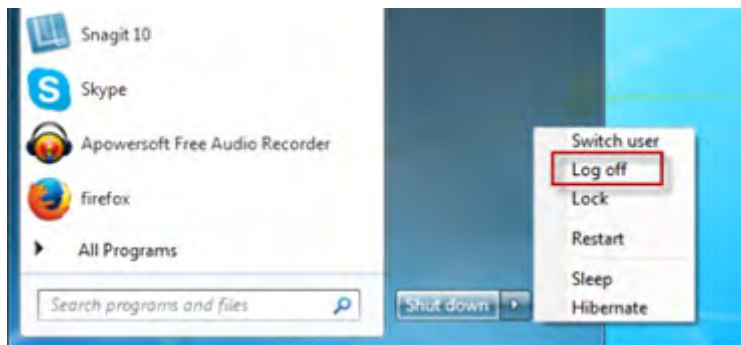 Snagit 10
Skype
Apowersoft Free Audio Recorder
firefox
All Programs
Search programs and files
Shut down
Switch user
Log off
Lock
Restart
Sleep
Hibernate